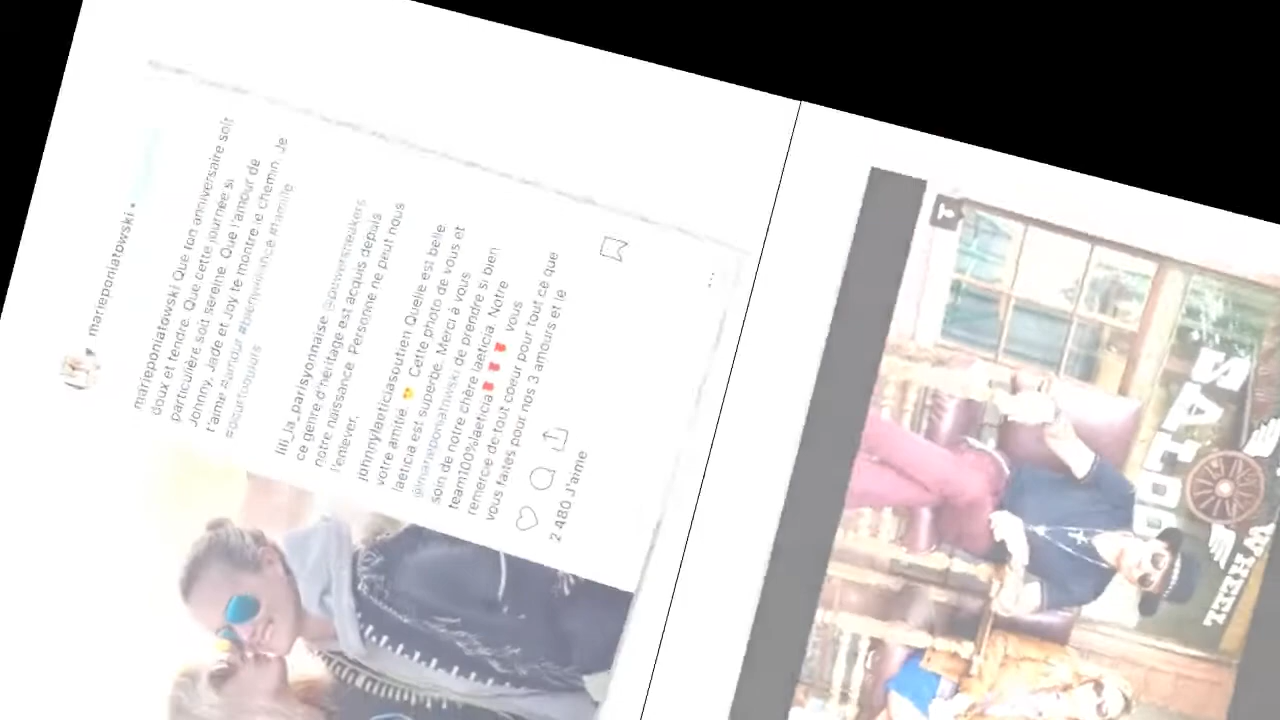 marieponiatowski •
marieponiatowski Que ton anniversaire soit
doux et tendre. Que cette journée si
particulière soit sereine. Que l'amour de
Johnny, Jade et Joy te montre le chemin. Je
t'aime #amour #bienveillance #famille
#coeurtoujours
lili_la_parisyonnaise @powersneakers
ce genre d'héritage est acquis depuis
notre naissance. Personne ne peut nous
l'enlever.
johnnylaeticiasoutien Quelle est belle
votre amitié. Cette photo de vous et
laeticia est superbe. Merci à vous
@marieponiatowski de prendre si bien
soin de notre chère laeticia. Notre
team100%laeticia vous
remercie de tout coeur pour tout ce que
vous faites pour nos 3 amours et le
2 480 J'aime
SALOON
WHEEL